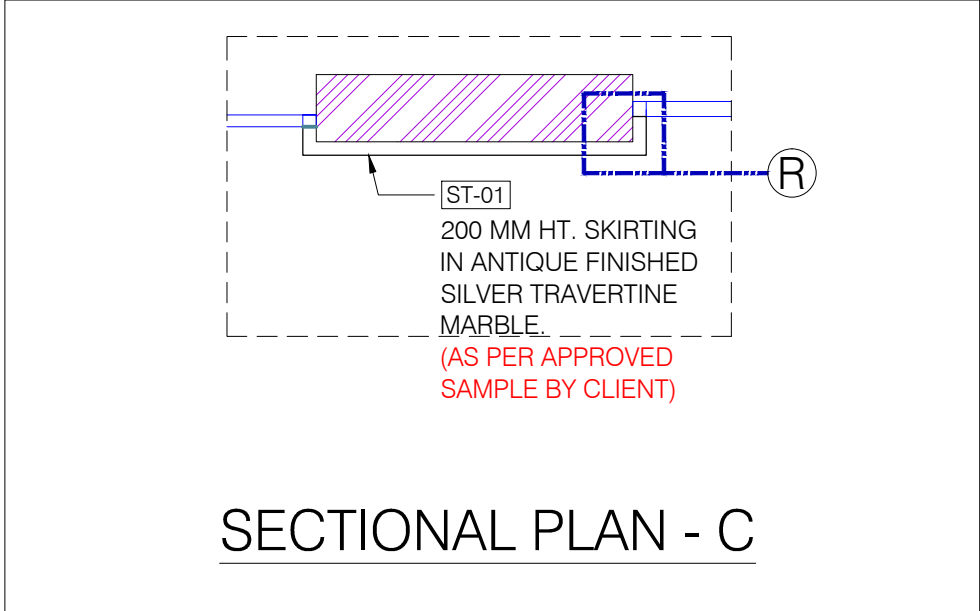 R
ST-01
200 MM HT. SKIRTING
IN ANTIQUE FINISHED
SILVER TRAVERTINE
MARBLE.
(AS PER APPROVED
SAMPLE BY CLIENT)
SECTIONAL PLAN - C